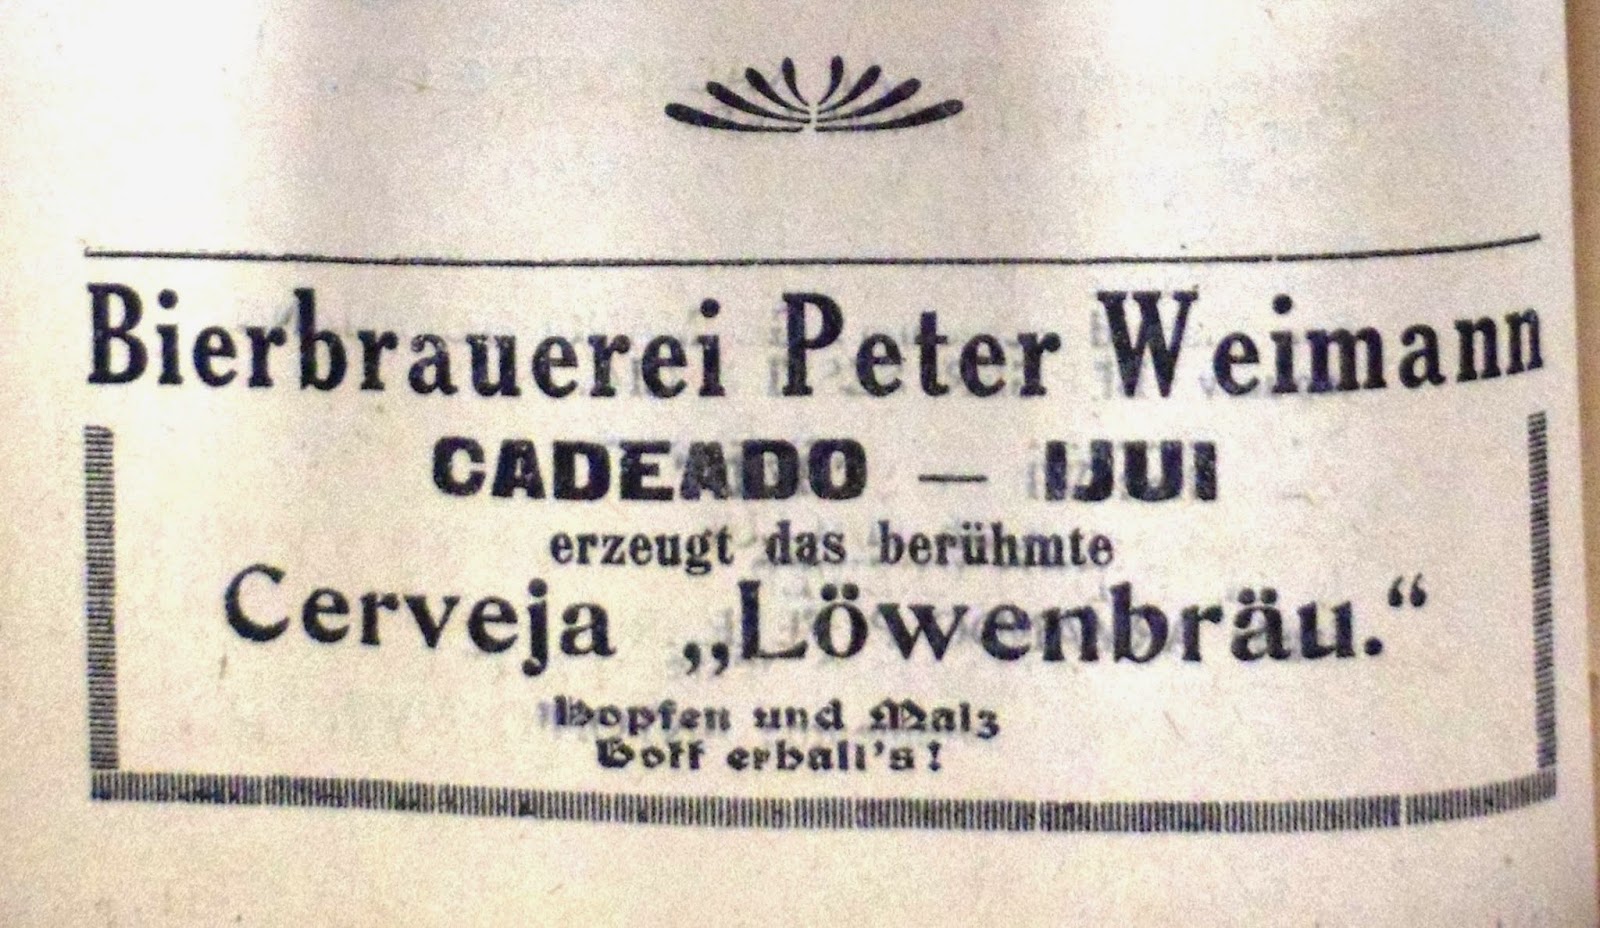 Bierbrauerei Peter Weimann
CADEADO — IJUI
erzeugt das berühmte
Cerveja „Löwenbräu.“
Hopfen und Malz
Gott erhalt's!